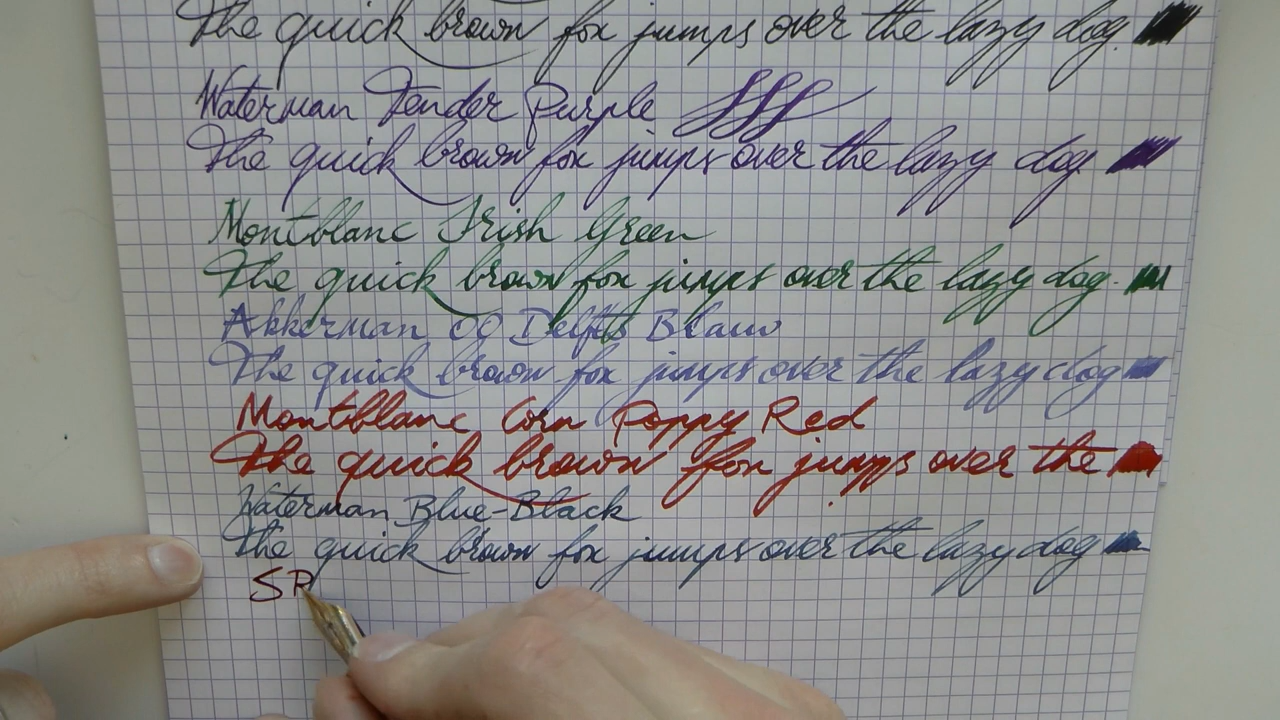 The quick brown fox jumps over the lazy dog.
Waterman Tender Purple
The quick brown fox jumps over the lazy dog.
Montblanc Irish Green
The quick brown fox jumps over the lazy dog.
Akkerman 09 Delfts Blauw
The quick brown fox jumps over the lazy dog
Montblanc Corn Poppy Red
The quick brown fox jumps over the
Waterman Blue-Black
The quick brown fox jumps over the lazy dog
SR